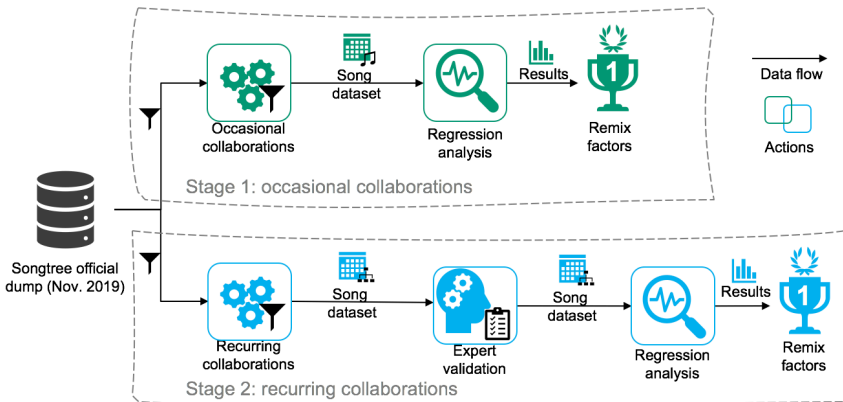 Song
dataset
Results
1
Occasional
collaborations
Regression
analysis
Remix
factors
Data flow
Actions
Stage 1: occasional collaborations
Songtree official
dump (Nov. 2019)
Song
dataset
Song
dataset
Results
1
Recurring
collaborations
Expert
validation
Regression
analysis
Remix
factors
Stage 2: recurring collaborations